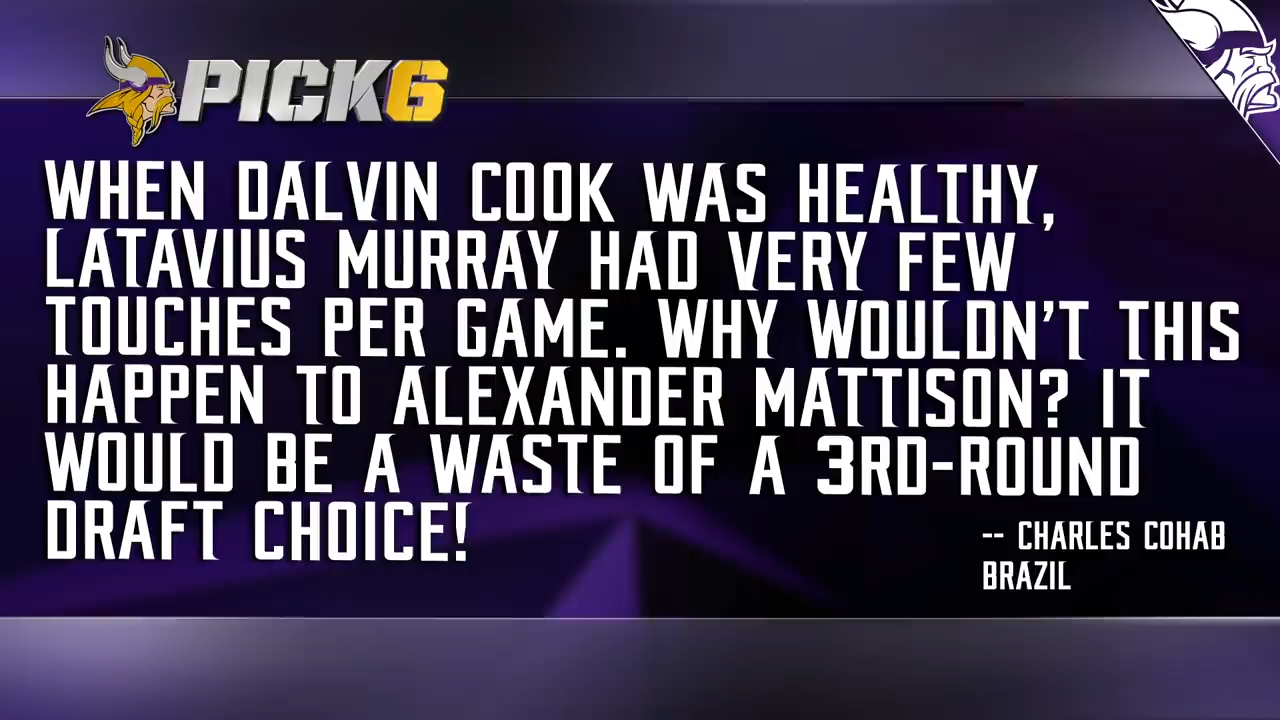 PICK6
WHEN DALVIN COOK WAS HEALTHY,
LATAVIUS MURRAY HAD VERY FEW
TOUCHES PER GAME. WHY WOULDN'T THIS
HAPPEN TO ALEXANDER MATTISON? IT
WOULD BE A WASTE OF A 3RD-ROUND
DRAFT CHOICE!
-- CHARLES COHAB
BRAZIL